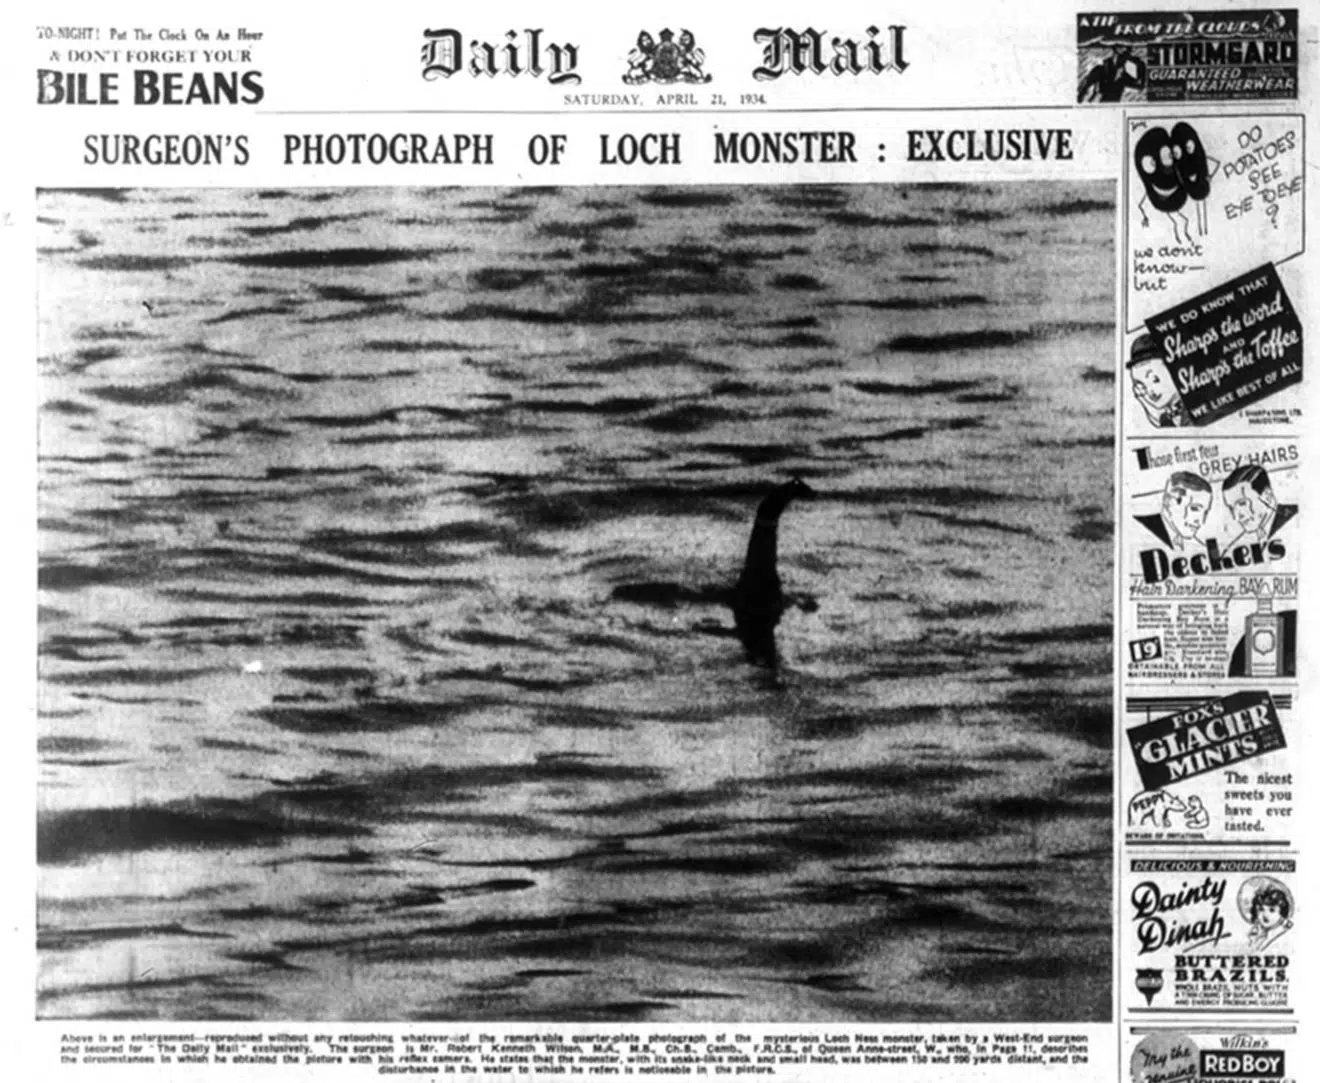 TO-NIGHT! Put The Clock On An Hour
& DON'T FORGET YOUR
BILE BEANS
Daily Mail
SATURDAY, APRIL 21, 1934.
A TIP FROM THE CLOUDS
STORMGARD
GUARANTEED
WEATHERWEAR
SURGEON'S PHOTOGRAPH OF LOCH MONSTER : EXCLUSIVE
Above is an enlargement—reproduced without any retouching whatever—of the remarkable quarter-plate photograph of the mysterious Loch Ness monster, taken by a West-End surgeon
and secured for "The Daily Mail" exclusively. The surgeon is Mr. Robert Kenneth Wilson, M.A., M.B., Ch.B., Camb., F.R.C.S., of Queen Anne-street, W., who, in Page 11, describes
the circumstances in which he obtained the picture with his reflex camera. He states that the monster, with its snake-like neck and small head, was between 150 and 200 yards distant, and the
disturbance in the water to which he refers is noticeable in the picture.
DO
POTATOES
SEE
EYE TO EYE
?
we don't
know—
but
WE DO KNOW THAT
Sharp's the word
AND
Sharp's the Toffee
WE LIKE BEST OF ALL
Those first few
GREY HAIRS
Deckers
Hair Darkening BAY RUM
1'9
OBTAINABLE FROM ALL
HAIRDRESSERS & STORES
FOX'S
GLACIER
MINTS
PEPPY
The nicest
sweets you
have ever
tasted.
BEWARE OF IMITATIONS
DELICIOUS & NOURISHING
Dainty
Dinah
BUTTERED
BRAZILS.
WHOLE BRAZIL NUTS WITH
A THIN COATING OF SUGAR, BUTTER
AND ENERGY PRODUCING GLUCOSE
Wilkin's
"Try the
genuine
RED BOY